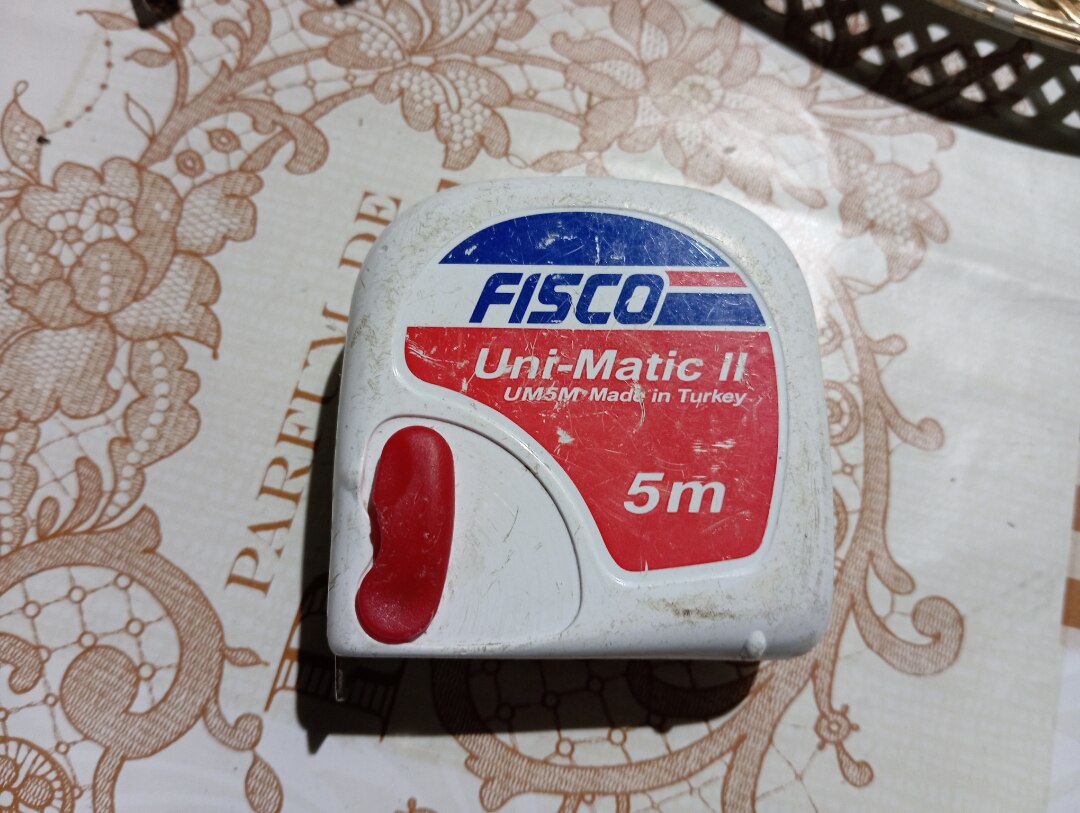 FISCO
Uni-Matic II
UM5M Made in Turkey
5m
PARFUM DE